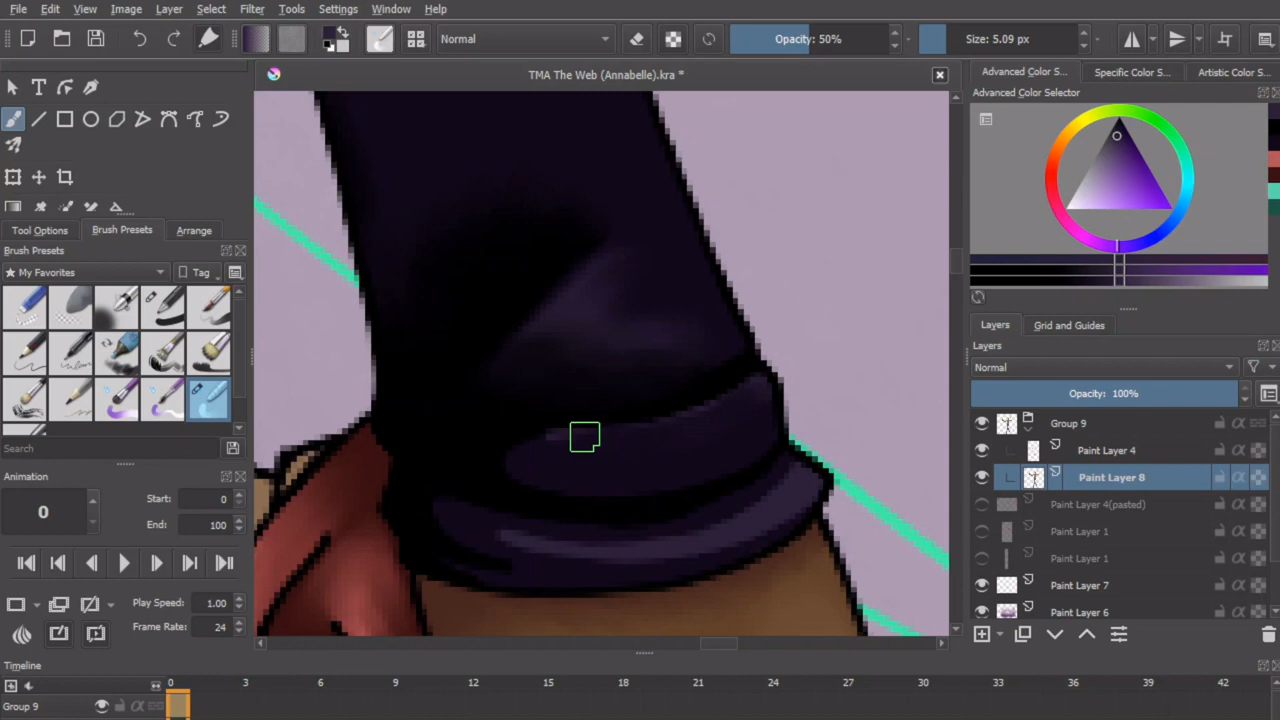 File Edit View Image Layer Select Filter Tools Settings Window Help
Normal Opacity: 50% Size: 5.09 px
TMA The Web (Annabelle).kra *
Advanced Color S... Specific Color S... Artistic Color S...
Advanced Color Selector
Tool Options Brush Presets Arrange
Brush Presets
My Favorites Tag
Search
Animation
0
Start: 0
End: 100
Play Speed: 1.00
Frame Rate: 24
Layers Grid and Guides
Layers
Normal
Opacity: 100%
Group 9
Paint Layer 4
Paint Layer 8
Paint Layer 4(pasted)
Paint Layer 1
Paint Layer 1
Paint Layer 7
Paint Layer 6
Timeline
0 3 6 9 12 15 18 21 24 27 30 33 36 39 42
Group 9